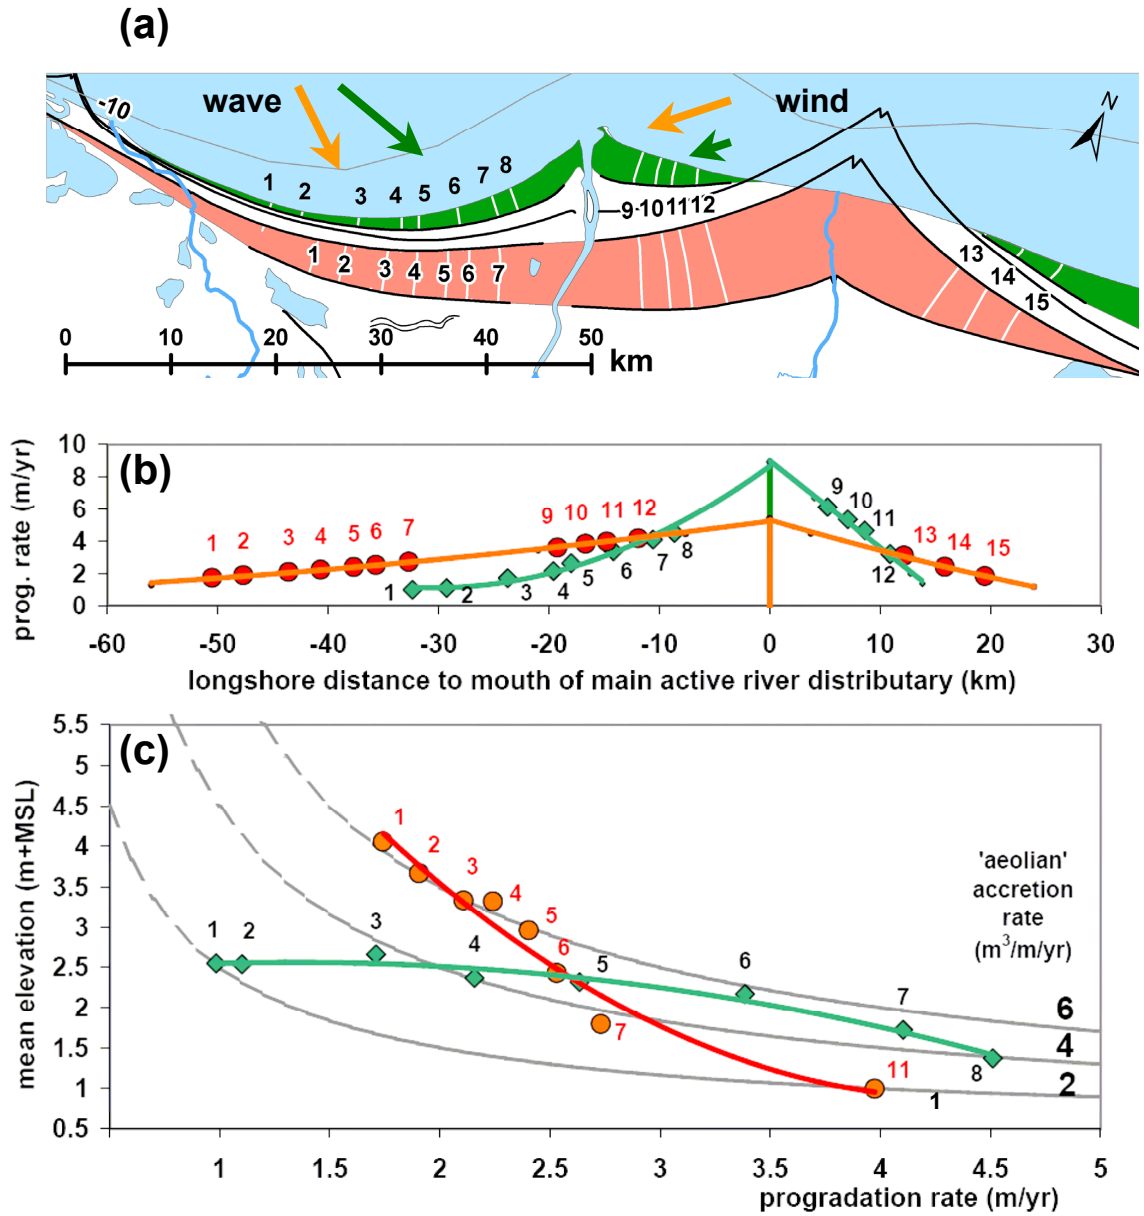 (a)
wave
wind
N
-10
1 2 3 4 5 6 7 8
9 10 11 12
1 2 3 4 5 6 7
13
14
15
0 10 20 30 40 50
km
(b)
prog. rate (m/yr)
10
8
6
4
2
0
1 2 3 4 5 6 7 9 10 11 12
9 10 11 12
13 14 15
1 2 3 4 5 6 7 8
-60 -50 -40 -30 -20 -10 0 10 20 30
longshore distance to mouth of main active river distributary (km)
(c)
mean elevation (m+MSL)
5.5
5
4.5
4
3.5
3
2.5
2
1.5
1
0.5
1
2
3
4
5
6
7
11
1 2 3 4 5 6 7 8
1
'aeolian'
accretion
rate
(m³/m/yr)
6
4
2
1 1.5 2 2.5 3 3.5 4 4.5 5
progradation rate (m/yr)